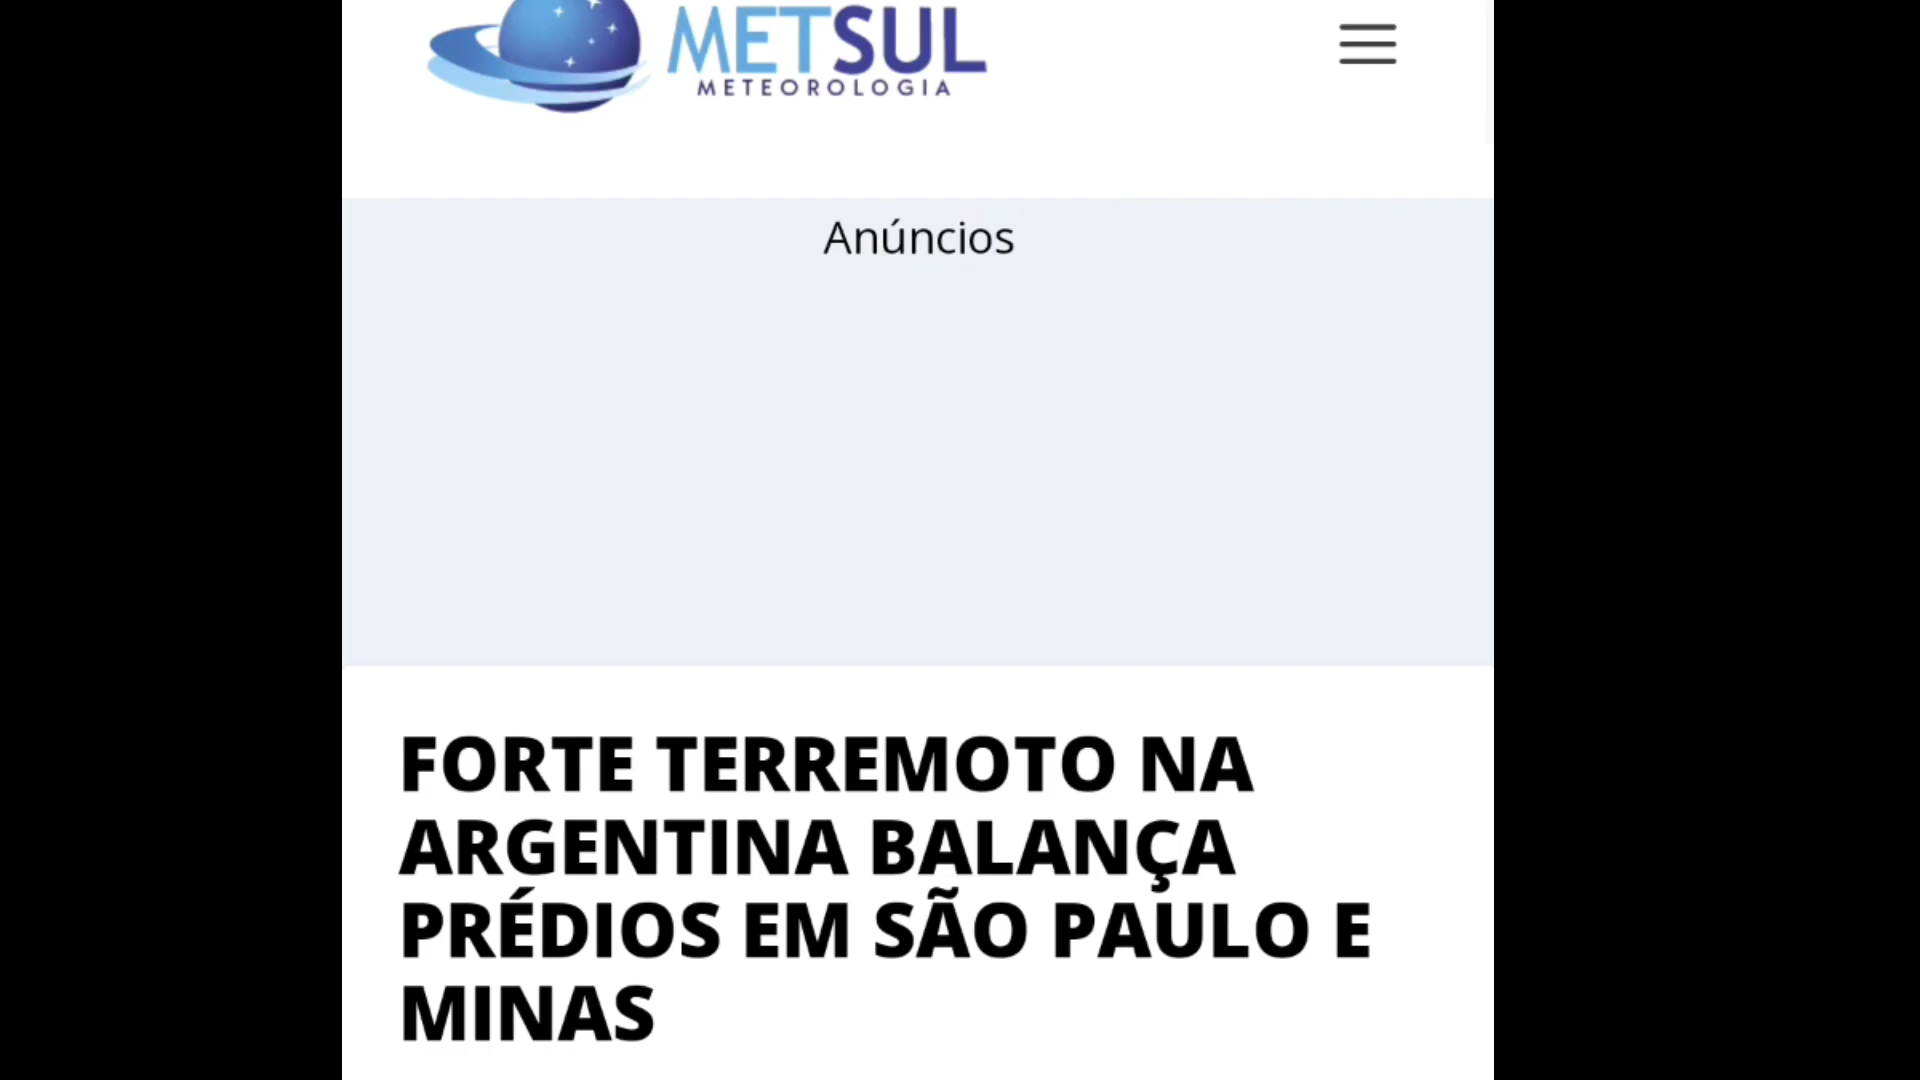 METSUL
METEOROLOGIA
Anúncios
FORTE TERREMOTO NA
ARGENTINA BALANÇA
PRÉDIOS EM SÃO PAULO E
MINAS